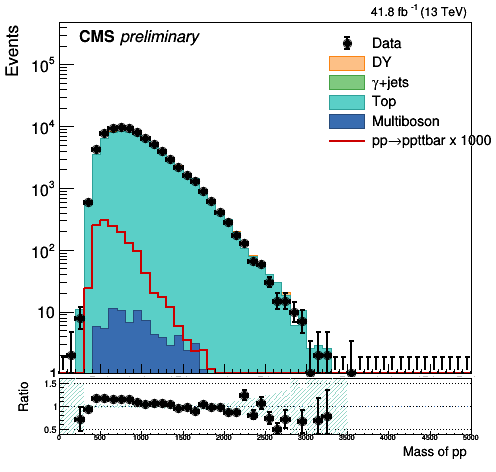 41.8 fb⁻¹ (13 TeV)
CMS preliminary
Events
Data
DY
γ+jets
Top
Multiboson
pp→ppttbar x 1000
10⁵
10⁴
10³
10²
10
1
Ratio
1.5
1
0.5
0 500 1000 1500 2000 2500 3000 3500 4000 4500 5000
Mass of pp